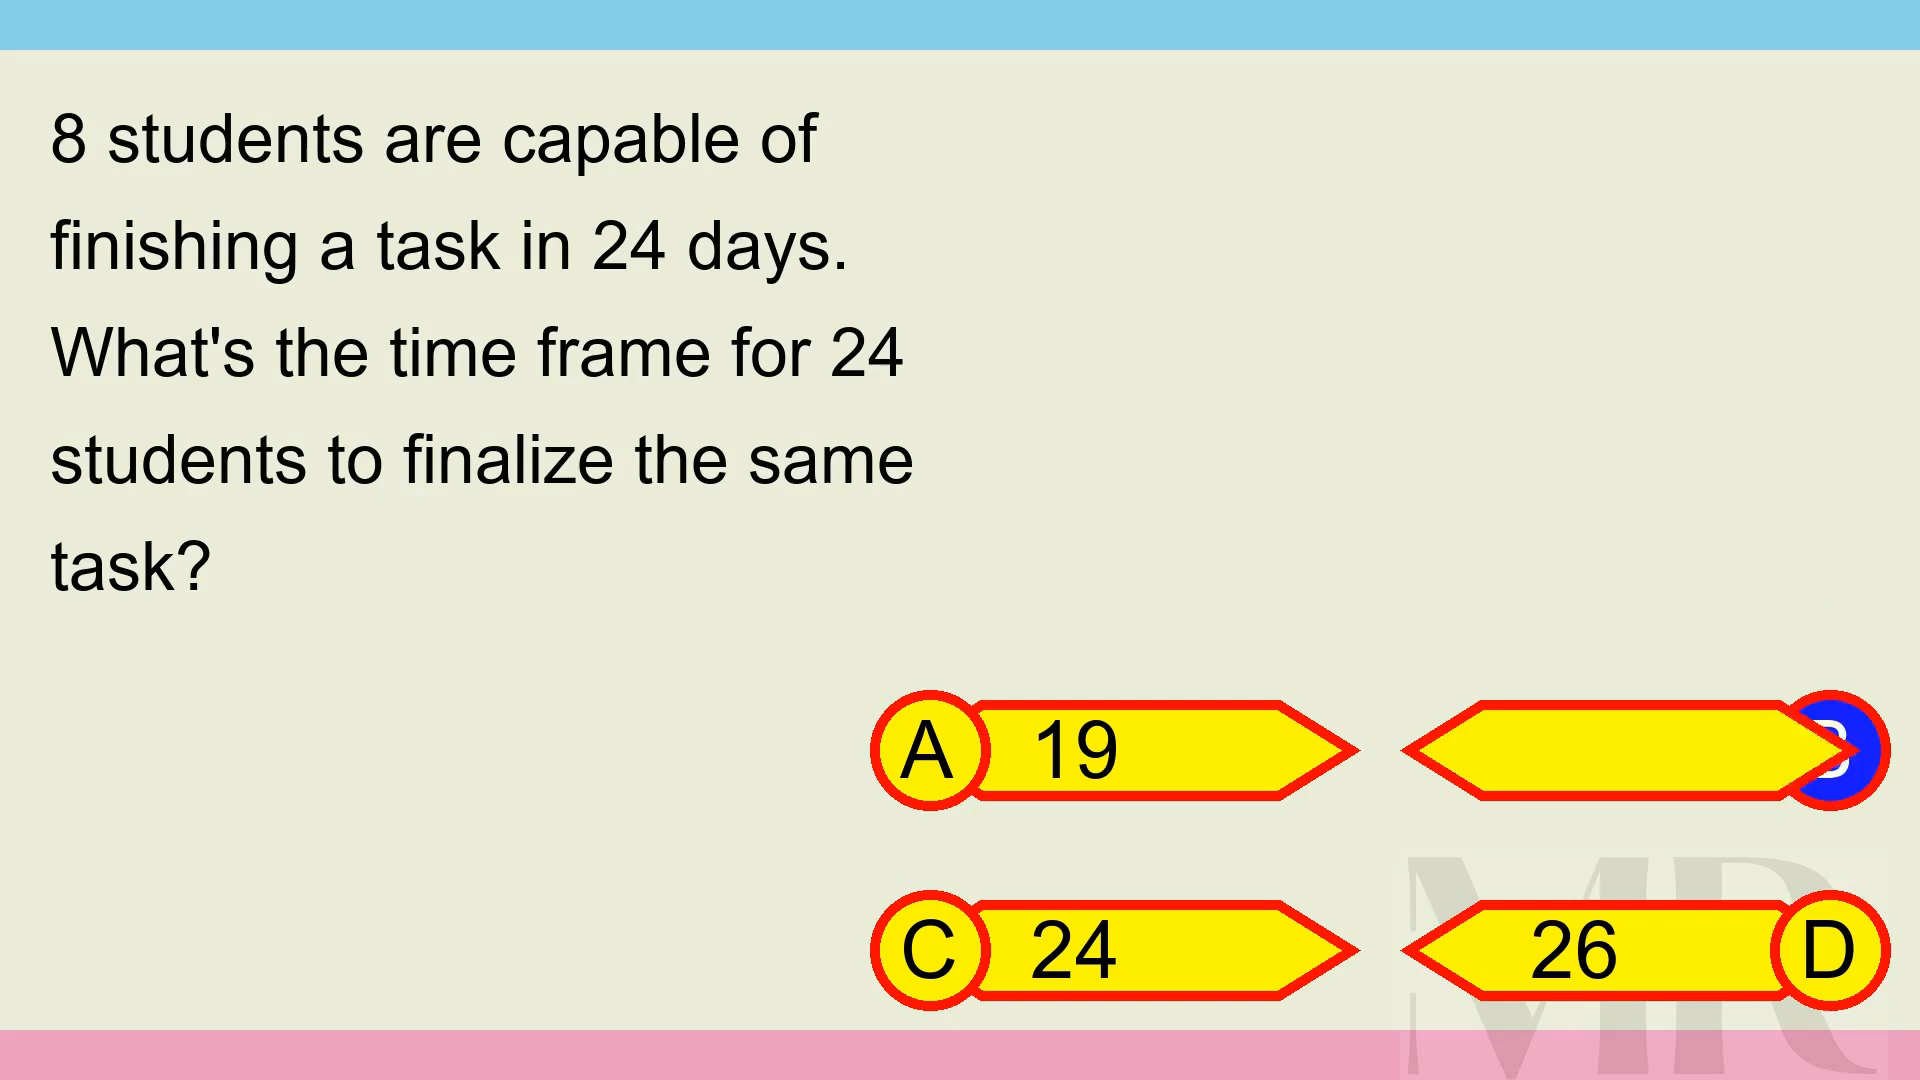 8 students are capable of
finishing a task in 24 days.
What's the time frame for 24
students to finalize the same
task?
A 19
B
C 24
26 D
MR